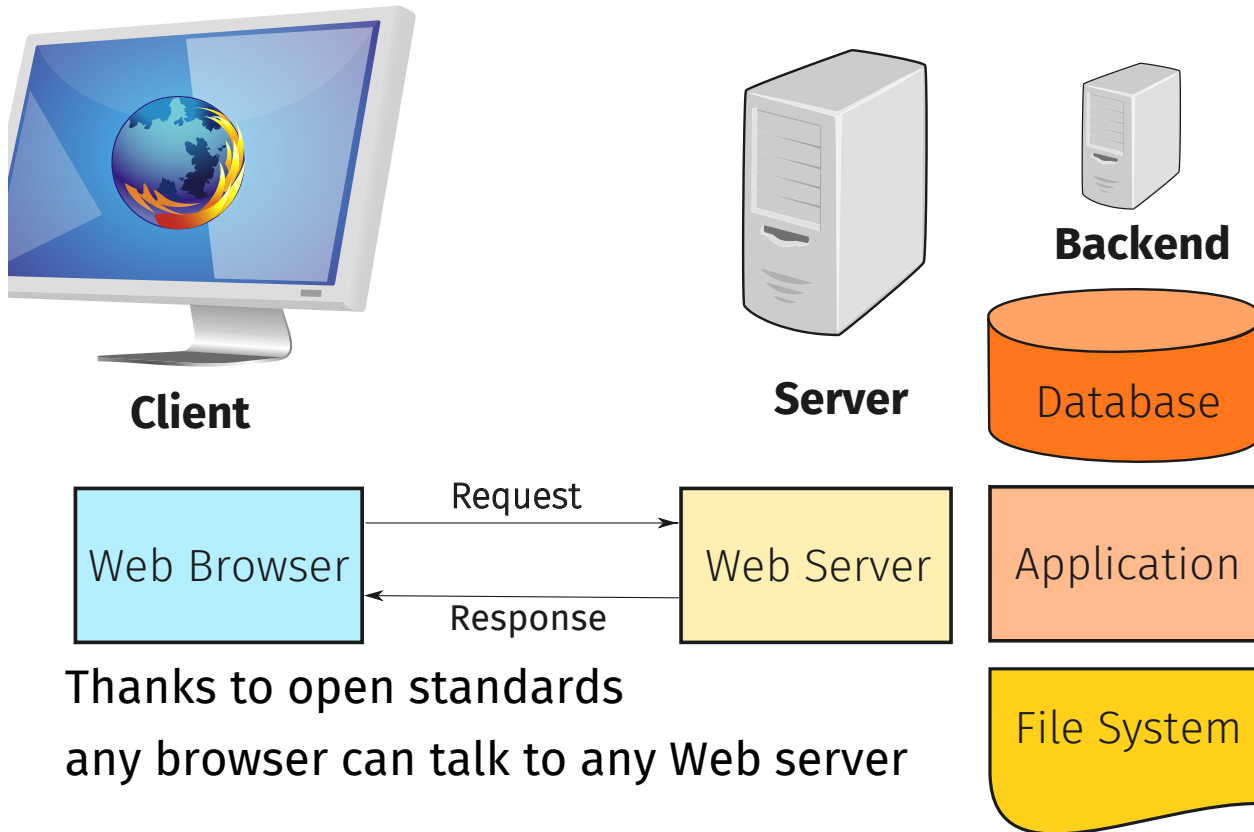 Client
Server
Backend
Database
Web Browser
Request
Response
Web Server
Application
File System
Thanks to open standards
any browser can talk to any Web server